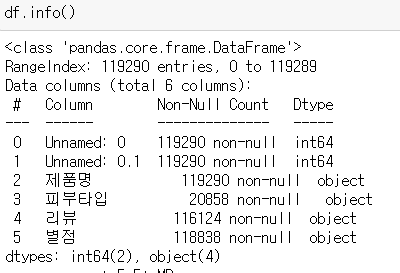 df.info()
<class 'pandas.core.frame.DataFrame'>
RangeIndex: 119290 entries, 0 to 119289
Data columns (total 6 columns):
 #   Column        Non-Null Count   Dtype
---  ------        --------------   -----
 0   Unnamed: 0    119290 non-null  int64
 1   Unnamed: 0.1  119290 non-null  int64
 2   제품명           119290 non-null  object
 3   피부타입          20858 non-null   object
 4   리뷰            116124 non-null  object
 5   별점            118838 non-null  object
dtypes: int64(2), object(4)